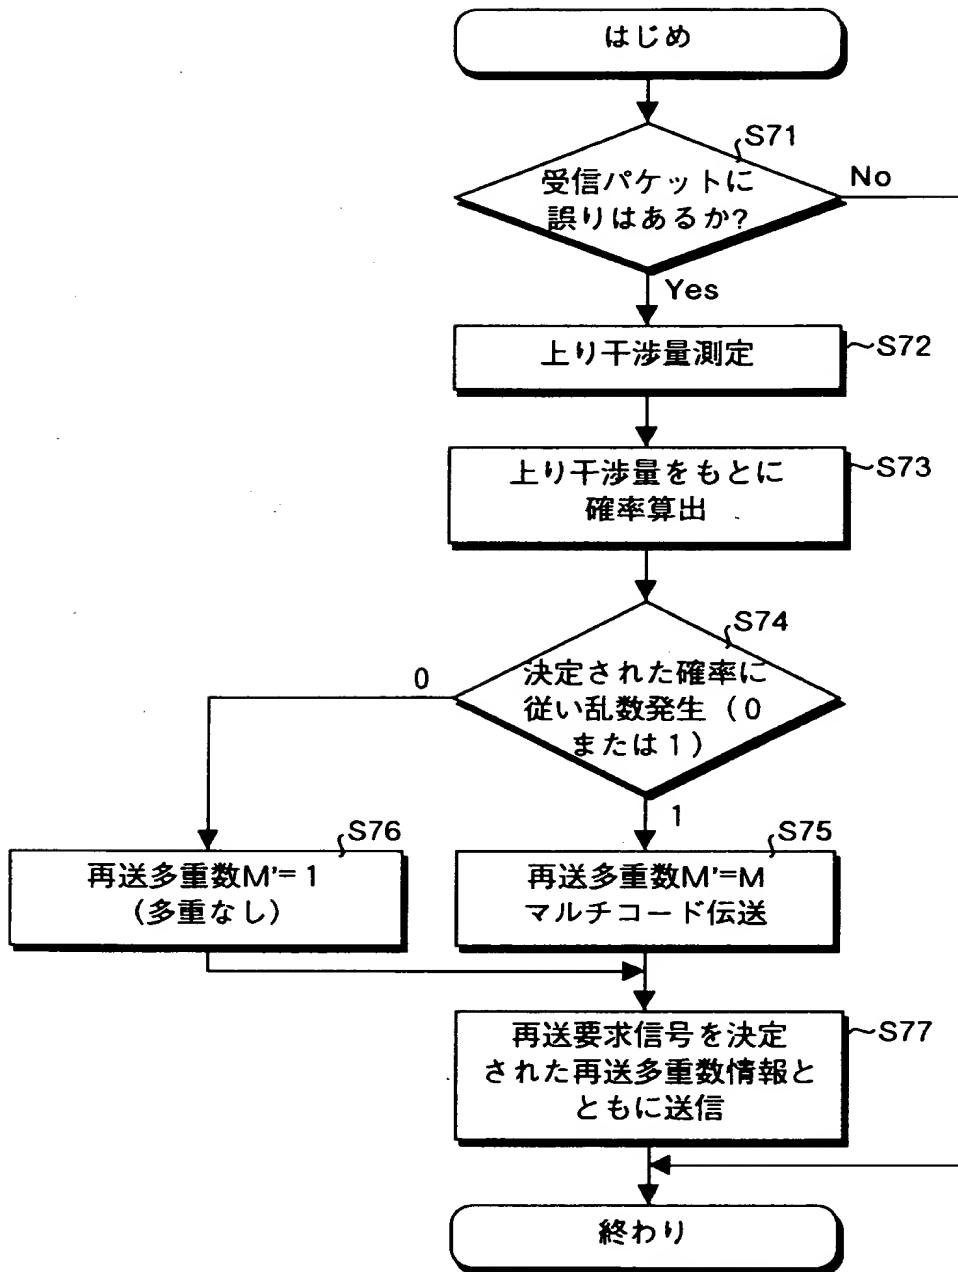 はじめ
S71
受信パケットに
誤りはあるか?
No
Yes
上り干渉量測定
S72
上り干渉量をもとに
確率算出
S73
S74
決定された確率に
従い乱数発生（0
または1）
0
1
S76
再送多重数M'=1
(多重なし)
S75
再送多重数M'=M
マルチコード伝送
再送要求信号を決定
された再送多重数情報と
ともに送信
S77
終わり